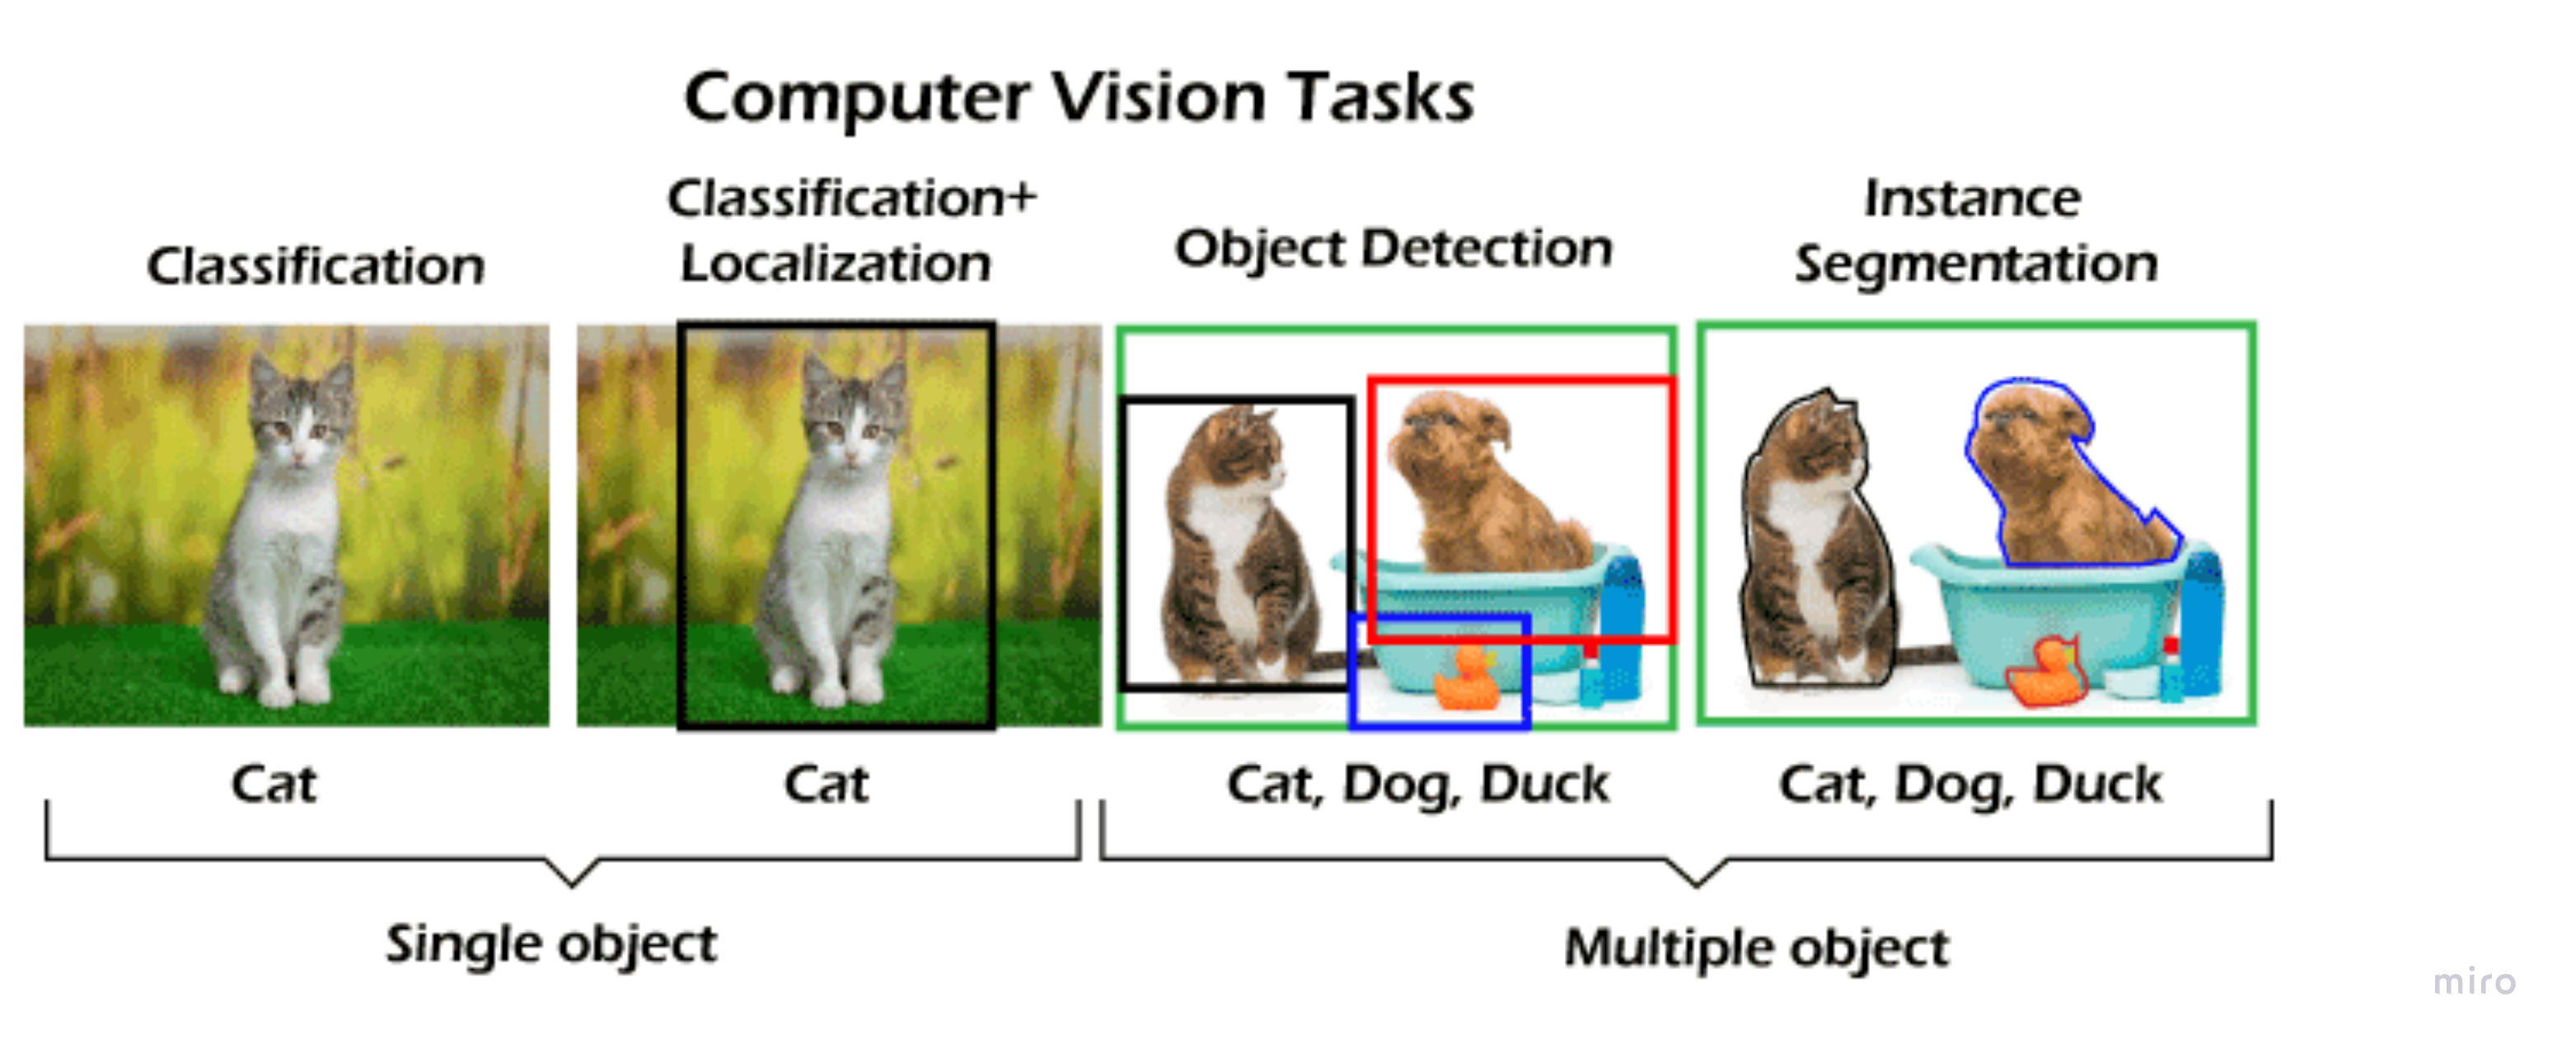 Computer Vision Tasks
Classification
Classification+
Localization
Object Detection
Instance
Segmentation
Cat
Cat
Cat, Dog, Duck
Cat, Dog, Duck
Single object
Multiple object
miro